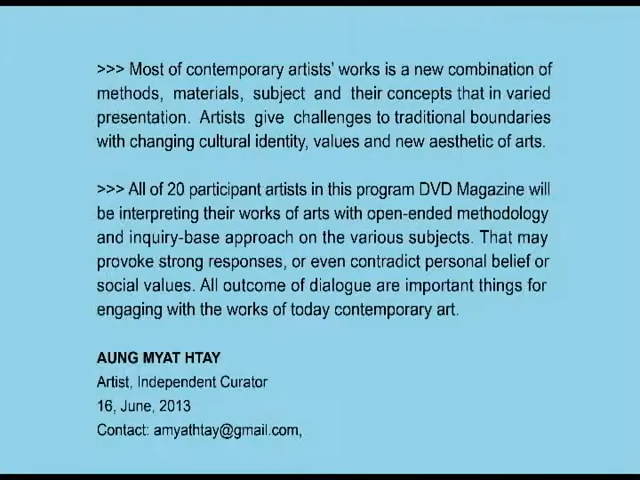 >>> Most of contemporary artists' works is a new combination of
methods, materials, subject and their concepts that in varied
presentation. Artists give challenges to traditional boundaries
with changing cultural identity, values and new aesthetic of arts.
>>> All of 20 participant artists in this program DVD Magazine will
be interpreting their works of arts with open-ended methodology
and inquiry-base approach on the various subjects. That may
provoke strong responses, or even contradict personal belief or
social values. All outcome of dialogue are important things for
engaging with the works of today contemporary art.
AUNG MYAT HTAY
Artist, Independent Curator
16, June, 2013
Contact: amyathtay@gmail.com,